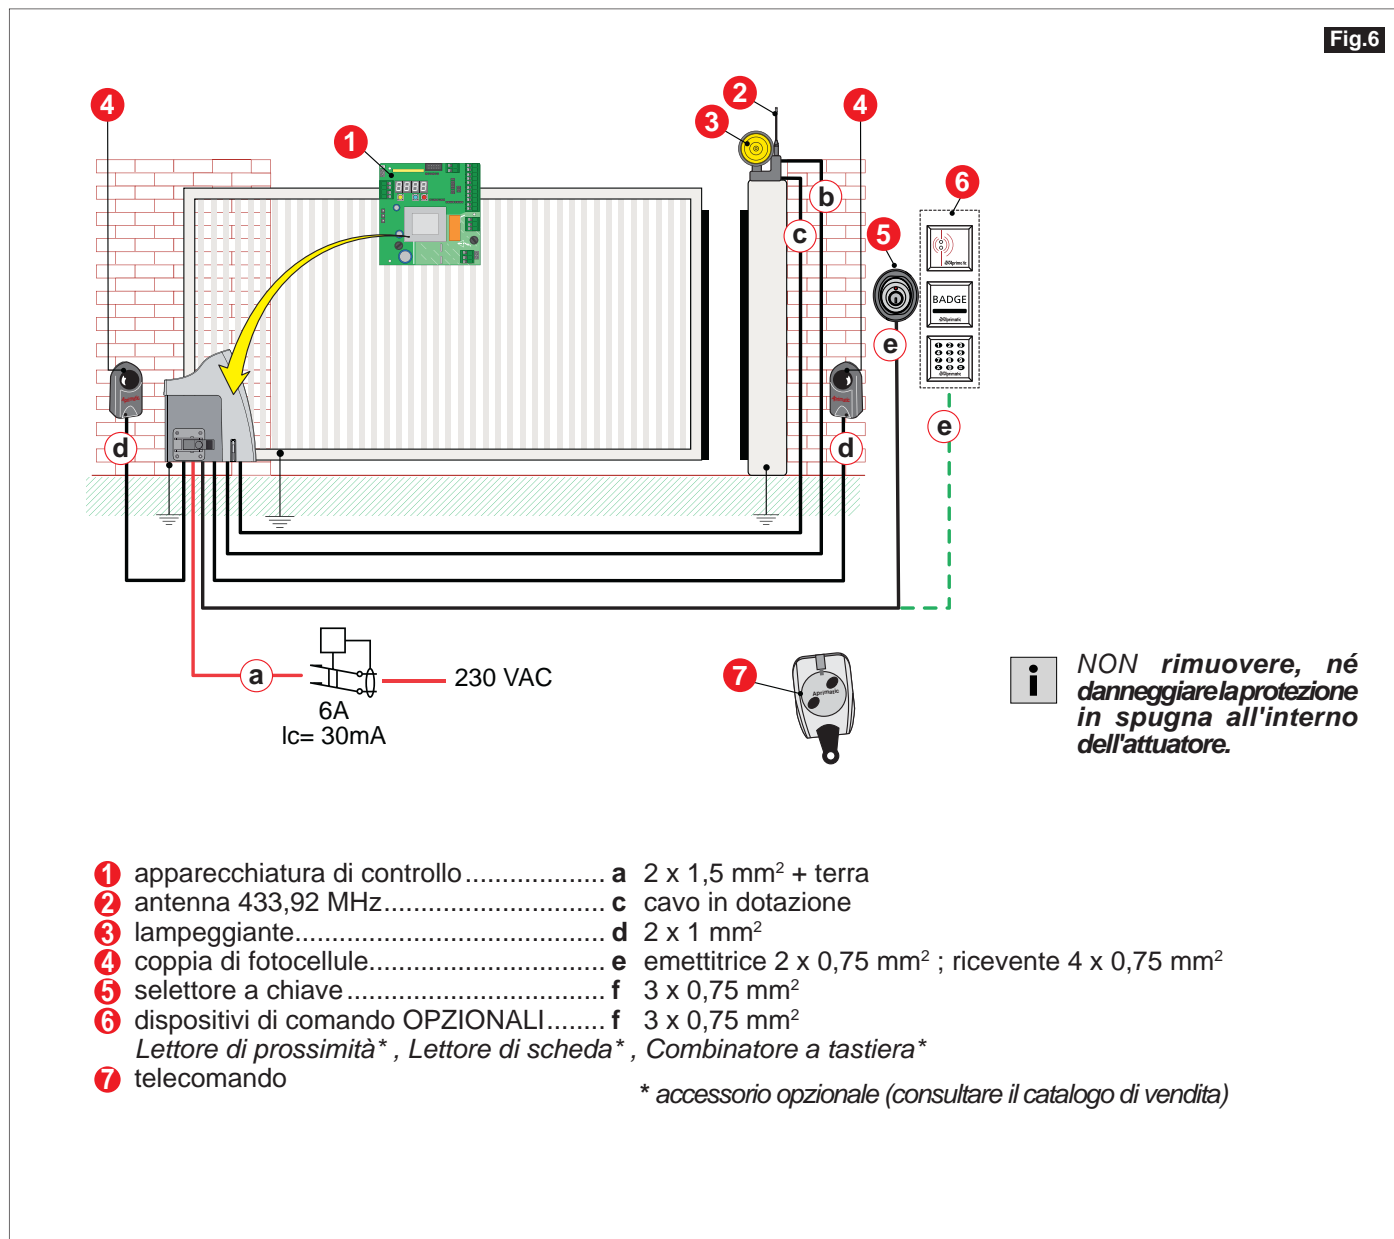 Fig.6
4
2
4
3
1
6
b
5
c
BADGE
e
Aprimatic
d
d
e
a
230 VAC
6A
Ic= 30mA
7
Aprimatic
i
NON rimuovere, né
danneggiare la protezione
in spugna all'interno
dell'attuatore.
1 apparecchiatura di controllo................... a 2 x 1,5 mm² + terra
2 antenna 433,92 MHz............................. c cavo in dotazione
3 lampeggiante......................................... d 2 x 1 mm²
4 coppia di fotocellule............................... e emettitrice 2 x 0,75 mm² ; ricevente 4 x 0,75 mm²
5 selettore a chiave.................................. f 3 x 0,75 mm²
6 dispositivi di comando OPZIONALI........ f 3 x 0,75 mm²
Lettore di prossimità* , Lettore di scheda* , Combinatore a tastiera*
7 telecomando
* accessorio opzionale (consultare il catalogo di vendita)